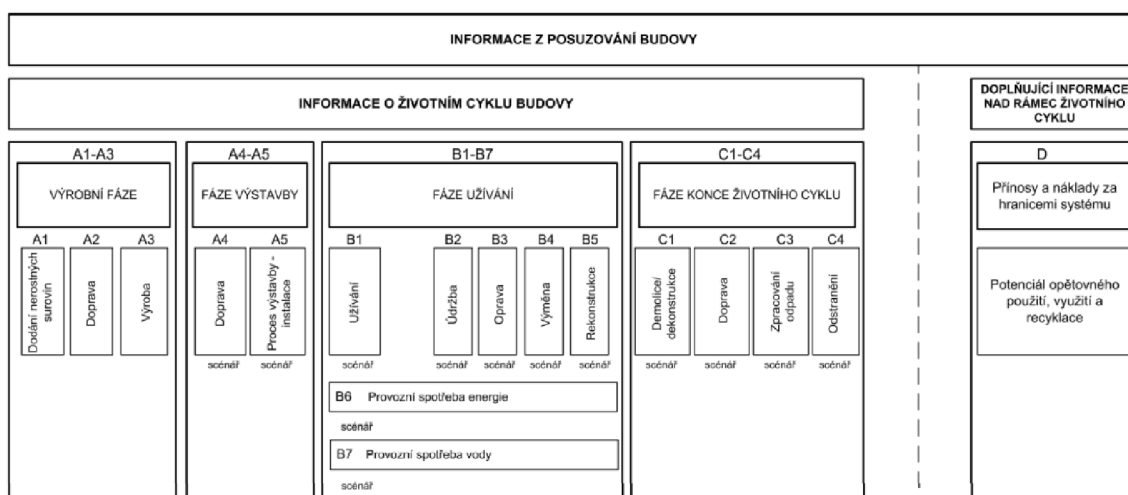 INFORMACE Z POSUZOVÁNÍ BUDOVY
INFORMACE O ŽIVOTNÍM CYKLU BUDOVY
DOPLŇUJÍCÍ INFORMACE
NAD RÁMEC ŽIVOTNÍHO
CYKLU
A1-A3
VÝROBNÍ FÁZE
A1
A2
A3
Dodání nerostných
surovin
Doprava
Výroba
A4-A5
FÁZE VÝSTAVBY
A4
A5
Doprava
Proces výstavby -
instalace
scénář
scénář
B1-B7
FÁZE UŽÍVÁNÍ
B1
B2
B3
B4
B5
Užívání
Údržba
Oprava
Výměna
Rekonstrukce
scénář
scénář
scénář
scénář
scénář
B6 Provozní spotřeba energie
scénář
B7 Provozní spotřeba vody
scénář
C1-C4
FÁZE KONCE ŽIVOTNÍHO CYKLU
C1
C2
C3
C4
Demolice/
dekonstrukce
Doprava
Zpracování
odpadu
Odstranění
scénář
scénář
scénář
scénář
D
Přínosy a náklady za
hranicemi systému
Potenciál opětovného
použití, využití a
recyklace